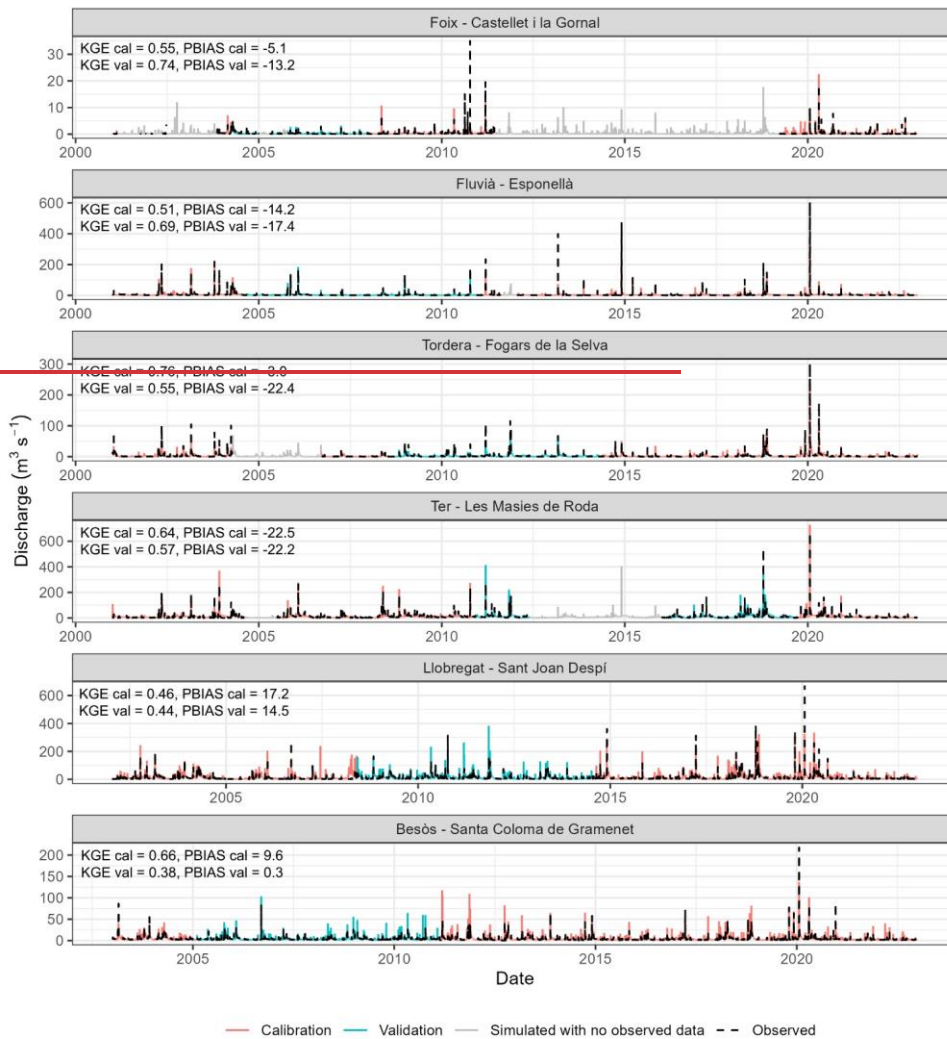 Foix - Castellet i la Gornal
KGE cal = 0.55, PBIAS cal = -5.1
KGE val = 0.74, PBIAS val = -13.2
30
20
10
0
2000 2005 2010 2015 2020
Fluvià - Esponellà
KGE cal = 0.51, PBIAS cal = -14.2
KGE val = 0.69, PBIAS val = -17.4
600
400
200
0
2000 2005 2010 2015 2020
Tordera - Fogars de la Selva
KGE cal = 0.76, PBIAS cal = -3.9
KGE val = 0.55, PBIAS val = -22.4
300
200
100
0
2000 2005 2010 2015 2020
Discharge (m³ s⁻¹)
Ter - Les Masies de Roda
KGE cal = 0.64, PBIAS cal = -22.5
KGE val = 0.57, PBIAS val = -22.2
600
400
200
0
2000 2005 2010 2015 2020
Llobregat - Sant Joan Despí
KGE cal = 0.46, PBIAS cal = 17.2
KGE val = 0.44, PBIAS val = 14.5
600
400
200
0
2005 2010 2015 2020
Besòs - Santa Coloma de Gramenet
KGE cal = 0.66, PBIAS cal = 9.6
KGE val = 0.38, PBIAS val = 0.3
200
150
100
50
0
2005 2010 2015 2020
Date
Calibration Validation Simulated with no observed data Observed